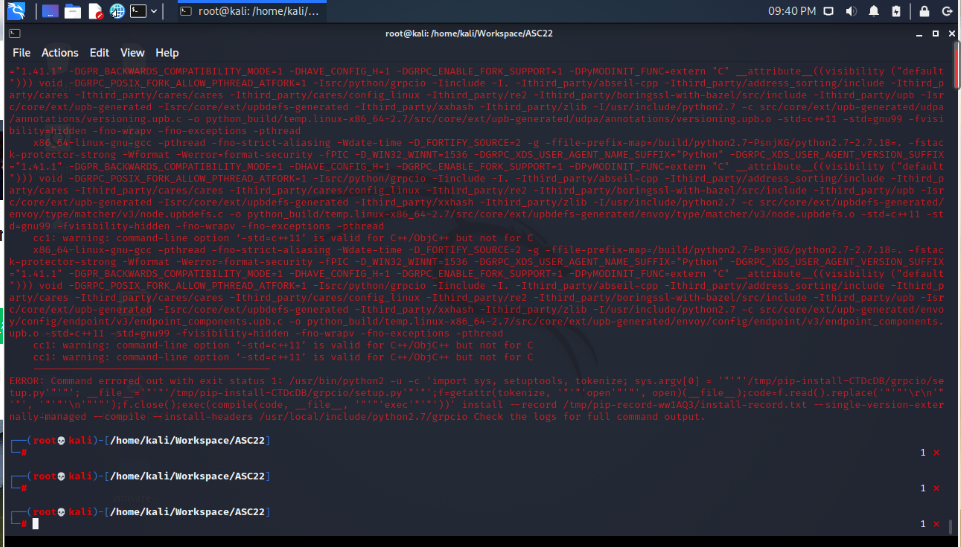 root@kali: /home/kali/...
09:40 PM
root@kali: /home/kali/Workspace/ASC22
File Actions Edit View Help
="1.41.1" -DGPR_BACKWARDS_COMPATIBILITY_MODE=1 -DHAVE_CONFIG_H=1 -DGRPC_ENABLE_FORK_SUPPORT=1 -DPyMODINIT_FUNC=extern "C" __attribute__((visibility ("default
"))) void -DGRPC_POSIX_FORK_ALLOW_PTHREAD_ATFORK=1 -Isrc/python/grpcio -Iinclude -I. -Ithird_party/abseil-cpp -Ithird_party/address_sorting/include -Ithird_p
arty/cares -Ithird_party/cares/cares -Ithird_party/cares/config_linux -Ithird_party/re2 -Ithird_party/boringssl-with-bazel/src/include -Ithird_party/upb -Isr
c/core/ext/upb-generated -Isrc/core/ext/upbdefs-generated -Ithird_party/xxhash -Ithird_party/zlib -I/usr/include/python2.7 -c src/core/ext/upb-generated/udpa
/annotations/versioning.upb.c -o python_build/temp.linux-x86_64-2.7/src/core/ext/upb-generated/udpa/annotations/versioning.upb.o -std=c++11 -std=gnu99 -fvisi
bility=hidden -fno-wrapv -fno-exceptions -pthread
x86_64-linux-gnu-gcc -pthread -fno-strict-aliasing -Wdate-time -D_FORTIFY_SOURCE=2 -g -ffile-prefix-map=/build/python2.7-PsnjKG/python2.7-2.7.18=. -fstac
k-protector-strong -Wformat -Werror=format-security -fPIC -D_WIN32_WINNT=1536 -DGRPC_XDS_USER_AGENT_NAME_SUFFIX="Python" -DGRPC_XDS_USER_AGENT_VERSION_SUFFIX
="1.41.1" -DGPR_BACKWARDS_COMPATIBILITY_MODE=1 -DHAVE_CONFIG_H=1 -DGRPC_ENABLE_FORK_SUPPORT=1 -DPyMODINIT_FUNC=extern "C" __attribute__((visibility ("default
"))) void -DGRPC_POSIX_FORK_ALLOW_PTHREAD_ATFORK=1 -Isrc/python/grpcio -Iinclude -I. -Ithird_party/abseil-cpp -Ithird_party/address_sorting/include -Ithird_p
arty/cares -Ithird_party/cares/cares -Ithird_party/cares/config_linux -Ithird_party/re2 -Ithird_party/boringssl-with-bazel/src/include -Ithird_party/upb -Isr
c/core/ext/upb-generated -Isrc/core/ext/upbdefs-generated -Ithird_party/xxhash -Ithird_party/zlib -I/usr/include/python2.7 -c src/core/ext/upbdefs-generated/
envoy/type/matcher/v3/node.upbdefs.c -o python_build/temp.linux-x86_64-2.7/src/core/ext/upbdefs-generated/envoy/type/matcher/v3/node.upbdefs.o -std=c++11 -st
d=gnu99 -fvisibility=hidden -fno-wrapv -fno-exceptions -pthread
cc1: warning: command-line option '-std=c++11' is valid for C++/ObjC++ but not for C
x86_64-linux-gnu-gcc -pthread -fno-strict-aliasing -Wdate-time -D_FORTIFY_SOURCE=2 -g -ffile-prefix-map=/build/python2.7-PsnjKG/python2.7-2.7.18=. -fstac
k-protector-strong -Wformat -Werror=format-security -fPIC -D_WIN32_WINNT=1536 -DGRPC_XDS_USER_AGENT_NAME_SUFFIX="Python" -DGRPC_XDS_USER_AGENT_VERSION_SUFFIX
="1.41.1" -DGPR_BACKWARDS_COMPATIBILITY_MODE=1 -DHAVE_CONFIG_H=1 -DGRPC_ENABLE_FORK_SUPPORT=1 -DPyMODINIT_FUNC=extern "C" __attribute__((visibility ("default
"))) void -DGRPC_POSIX_FORK_ALLOW_PTHREAD_ATFORK=1 -Isrc/python/grpcio -Iinclude -I. -Ithird_party/abseil-cpp -Ithird_party/address_sorting/include -Ithird_p
arty/cares -Ithird_party/cares/cares -Ithird_party/cares/config_linux -Ithird_party/re2 -Ithird_party/boringssl-with-bazel/src/include -Ithird_party/upb -Isr
c/core/ext/upb-generated -Isrc/core/ext/upbdefs-generated -Ithird_party/xxhash -Ithird_party/zlib -I/usr/include/python2.7 -c src/core/ext/upb-generated/envo
y/config/endpoint/v3/endpoint_components.upb.c -o python_build/temp.linux-x86_64-2.7/src/core/ext/upb-generated/envoy/config/endpoint/v3/endpoint_components.
upb.o -std=c++11 -std=gnu99 -fvisibility=hidden -fno-wrapv -fno-exceptions -pthread
cc1: warning: command-line option '-std=c++11' is valid for C++/ObjC++ but not for C
cc1: warning: command-line option '-std=c++11' is valid for C++/ObjC++ but not for C
----------------------------------------
ERROR: Command errored out with exit status 1: /usr/bin/python2 -u -c 'import sys, setuptools, tokenize; sys.argv[0] = '"'"'/tmp/pip-install-CTDcDB/grpcio/se
tup.py'"'"'; __file__='"'"'/tmp/pip-install-CTDcDB/grpcio/setup.py'"'"';f=getattr(tokenize, '"'"'open'"'"', open)(__file__);code=f.read().replace('"'"'\r\n'"
'"', '"'"'\n'"'"');f.close();exec(compile(code, __file__, '"'"'exec'"'"'))' install --record /tmp/pip-record-ww1AQ3/install-record.txt --single-version-exter
nally-managed --compile --install-headers /usr/local/include/python2.7/grpcio Check the logs for full command output.
┌──(root💀kali)-[/home/kali/Workspace/ASC22]
└─# 1 ⨯
┌──(root💀kali)-[/home/kali/Workspace/ASC22]
└─# 1 ⨯
┌──(root💀kali)-[/home/kali/Workspace/ASC22]
└─# 1 ⨯